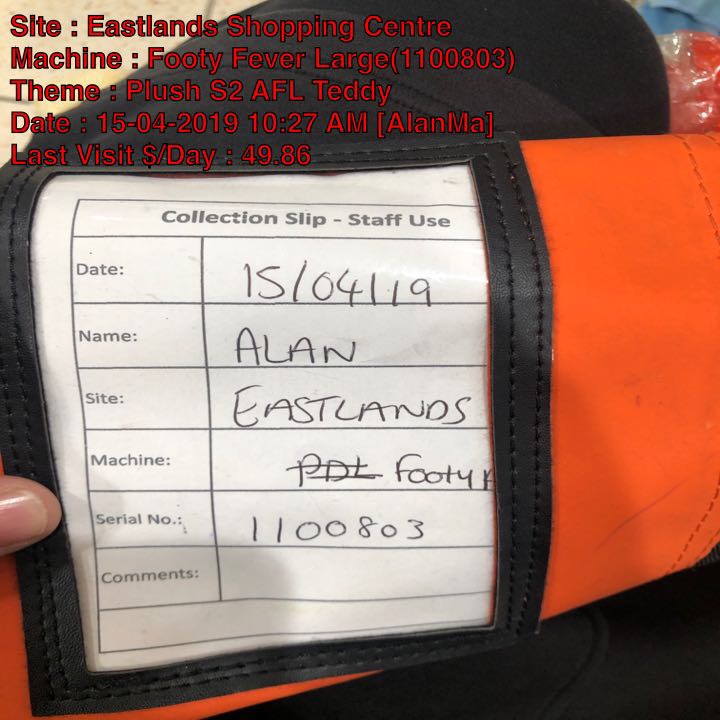 Site : Eastlands Shopping Centre
Machine : Footy Fever Large(1100803)
Theme : Plush S2 AFL Teddy
Date : 15-04-2019 10:27 AM [AlanMa]
Last Visit $/Day : 49.86
Collection Slip - Staff Use
Date: 15/04/19
Name: ALAN
Site: EASTLANDS
Machine: PDL Footy
Serial No.: 1100803
Comments: